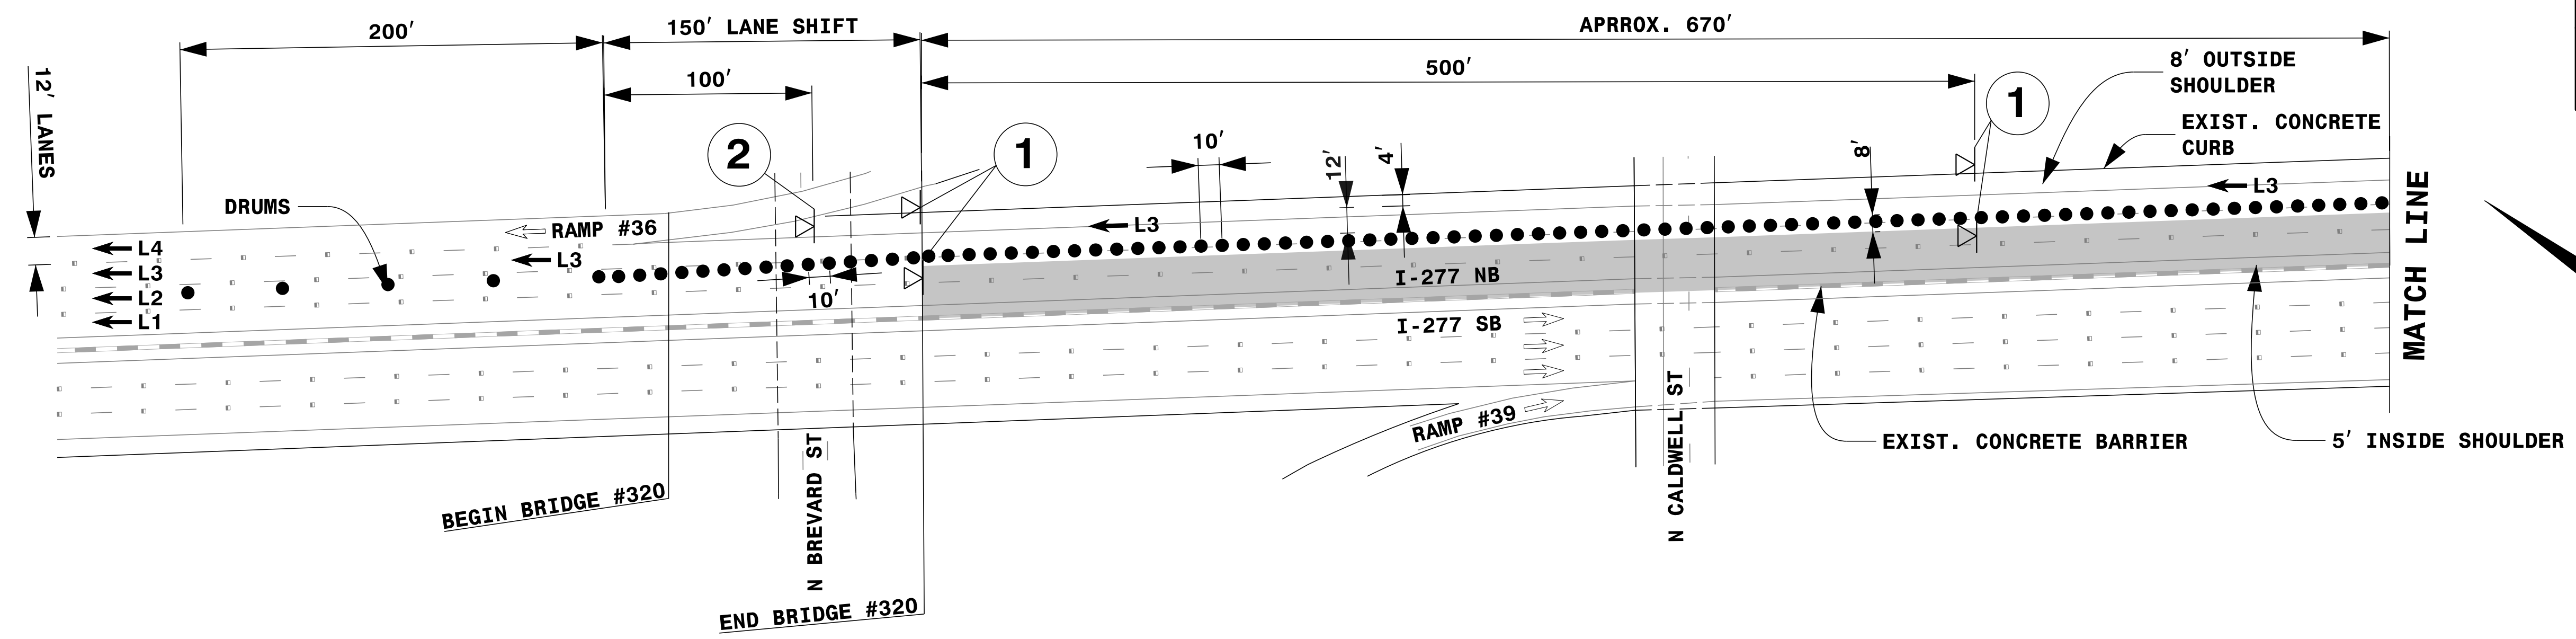 200′
150′ LANE SHIFT
APRROX. 670′
100′
500′
8′ OUTSIDE
SHOULDER
EXIST. CONCRETE
CURB
12′ LANES
2
1
1
10′
12′
4′
8′
DRUMS
RAMP #36
L4
L3
L2
L1
L3
L3
L3
10′
I-277 NB
I-277 SB
MATCH LINE
RAMP #39
EXIST. CONCRETE BARRIER
5′ INSIDE SHOULDER
BEGIN BRIDGE #320
N BREVARD ST
N CALDWELL ST
END BRIDGE #320